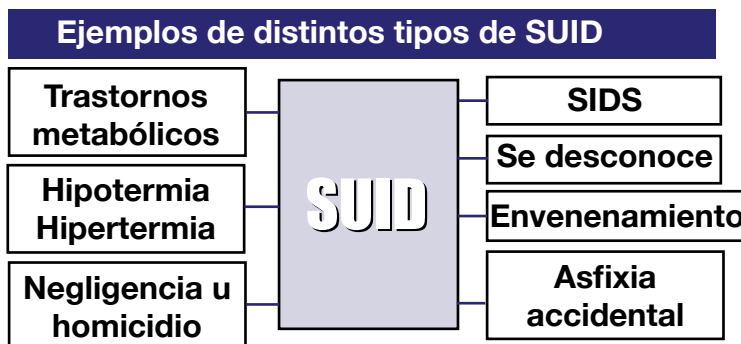 Ejemplos de distintos tipos de SUID
Trastornos
metabólicos
Hipotermia
Hipertermia
Negligencia u
homicidio
SUID
SIDS
Se desconoce
Envenenamiento
Asfixia
accidental